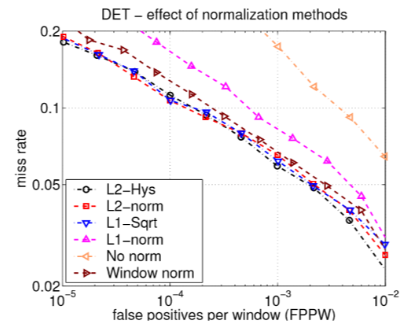 DET − effect of normalization methods
0.2
0.1
0.05
0.02
miss rate
L2−Hys
L2−norm
L1−Sqrt
L1−norm
No norm
Window norm
10⁻⁵ 10⁻⁴ 10⁻³ 10⁻²
false positives per window (FPPW)